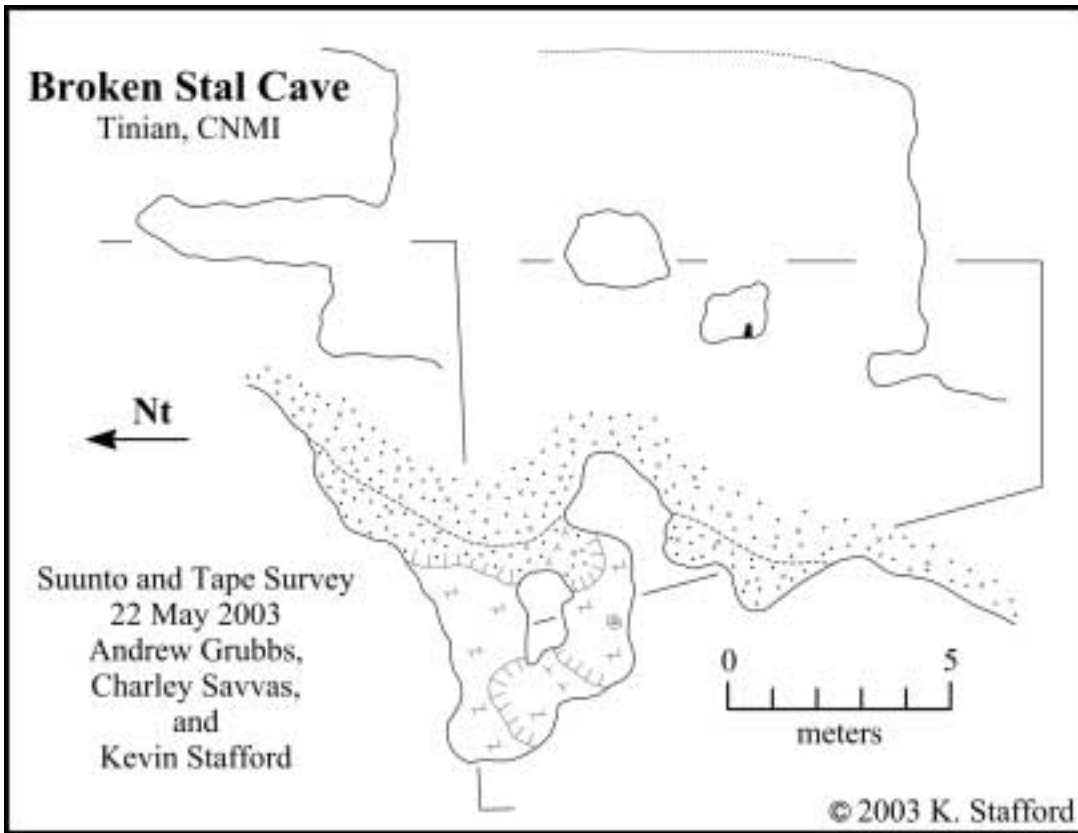 Broken Stal Cave
Tinian, CNMI
Nt
Suunto and Tape Survey
22 May 2003
Andrew Grubbs,
Charley Savvas,
and
Kevin Stafford
0 5
meters
© 2003 K. Stafford